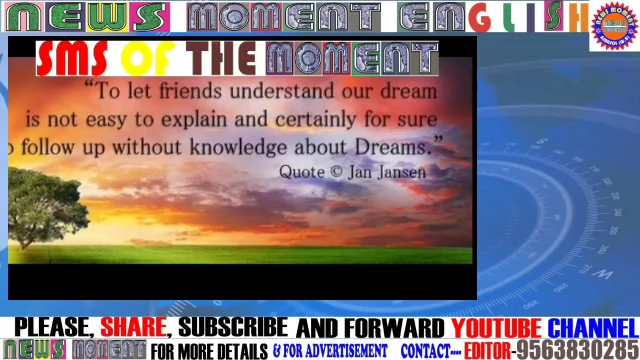 NEWS MOMENT ENGLISH
SMS OF THE MOMENT
“To let friends understand our dream
is not easy to explain and certainly for sure
o follow up without knowledge about Dreams.”
Quote © Jan Jansen
PLEASE, SHARE, SUBSCRIBE AND FORWARD YOUTUBE CHANNEL
NEWS MOMENT FOR MORE DETAILS & FOR ADVERTISEMENT CONTACT---- EDITOR-9563830285